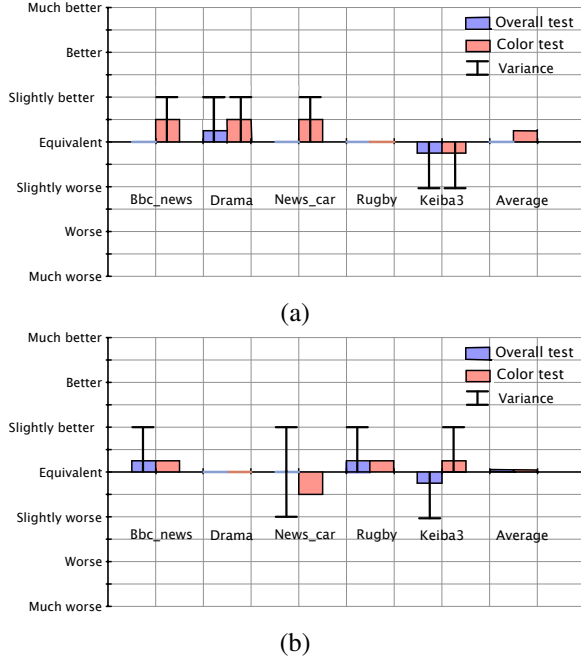 Much better
Overall test
Color test
Better
Variance
Slightly better
Equivalent
Slightly worse
Bbc_news Drama News_car Rugby Keiba3 Average
Worse
Much worse
(a)
Much better
Overall test
Color test
Better
Variance
Slightly better
Equivalent
Slightly worse
Bbc_news Drama News_car Rugby Keiba3 Average
Worse
Much worse
(b)